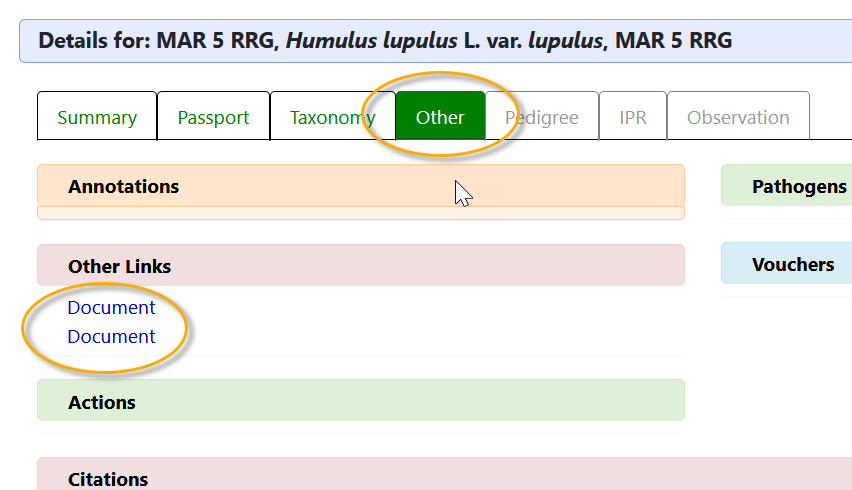 Details for: MAR 5 RRG, Humulus lupulus L. var. lupulus, MAR 5 RRG
Summary Passport Taxonomy Other Pedigree IPR Observation
Annotations
Pathogens
Other Links
Vouchers
Document
Document
Actions
Citations